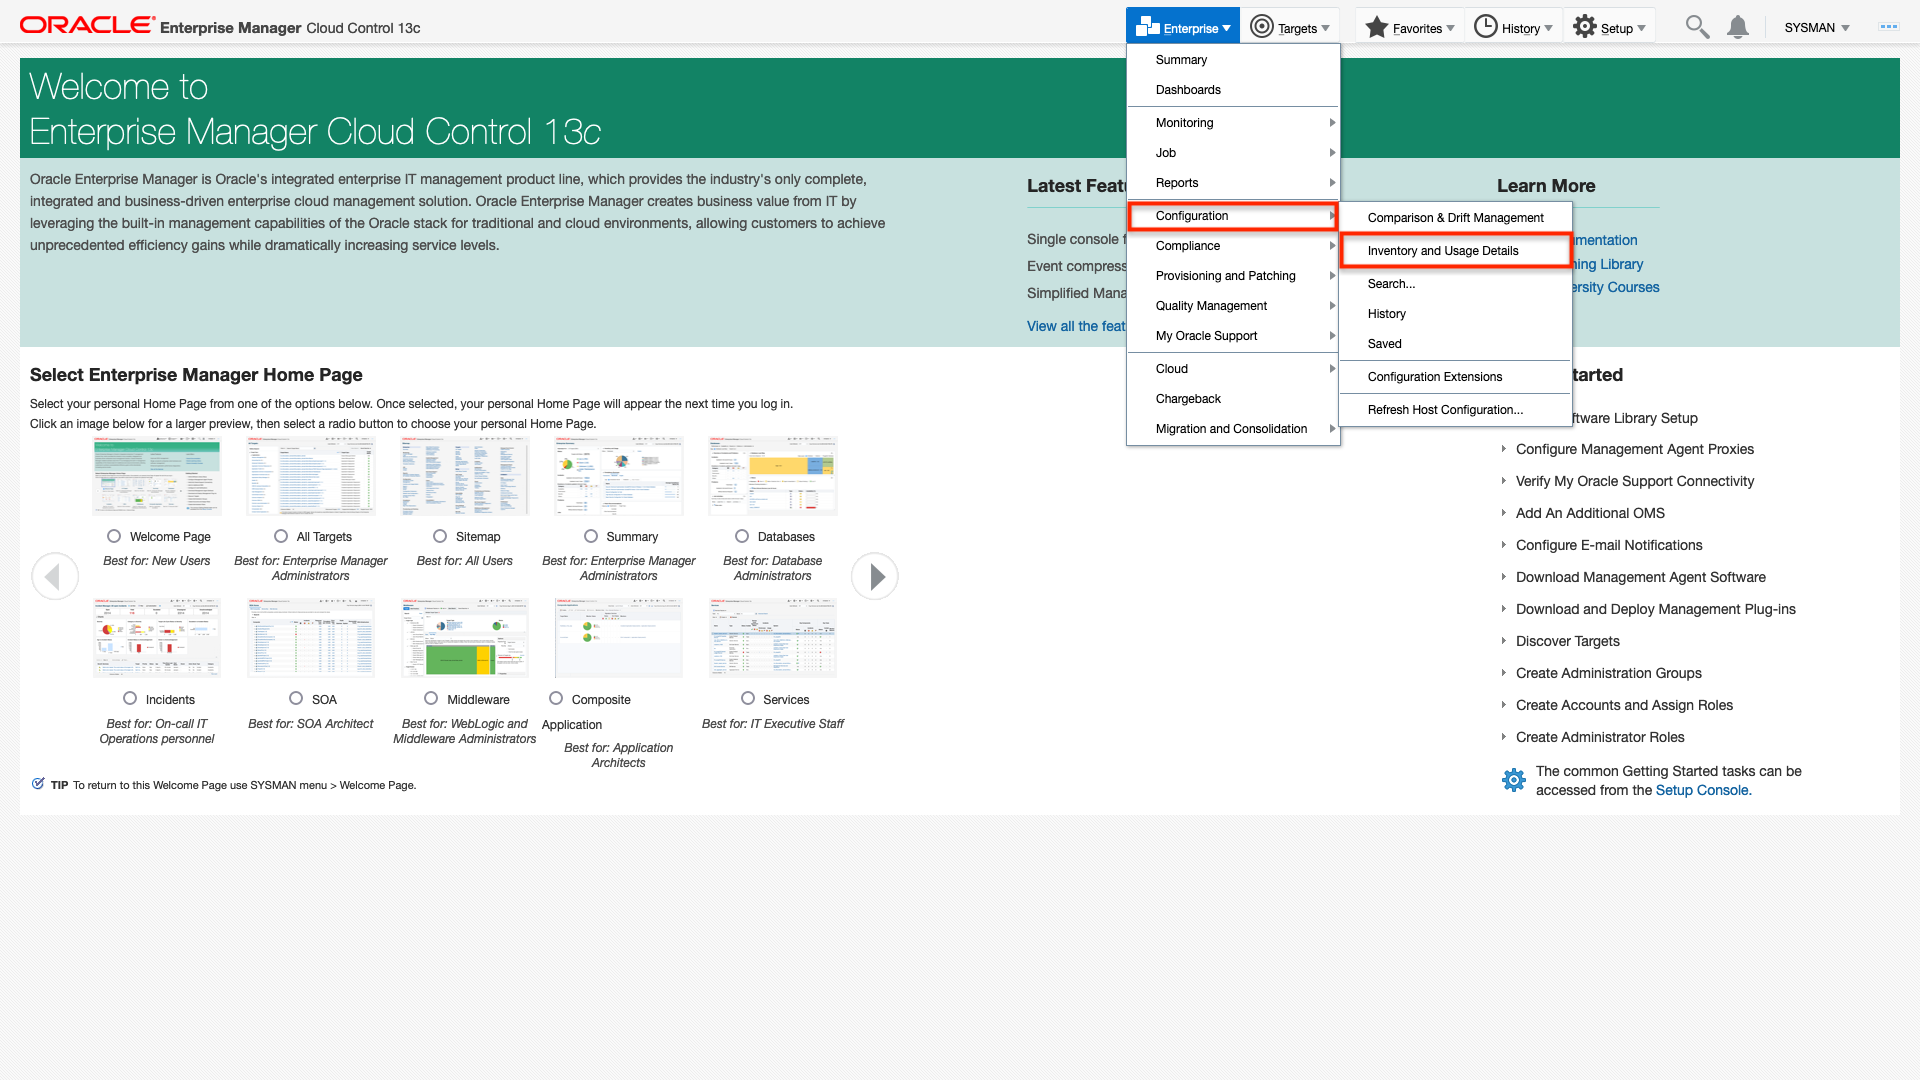 ORACLE Enterprise Manager Cloud Control 13c
Enterprise
Targets
Favorites
History
Setup
SYSMAN
Summary
Dashboards
Monitoring
Job
Reports
Configuration
Compliance
Provisioning and Patching
Quality Management
My Oracle Support
Cloud
Chargeback
Migration and Consolidation
Comparison & Drift Management
Inventory and Usage Details
Search...
History
Saved
Configuration Extensions
Refresh Host Configuration...
Welcome to
Enterprise Manager Cloud Control 13c
Oracle Enterprise Manager is Oracle's integrated enterprise IT management product line, which provides the industry's only complete,
integrated and business-driven enterprise cloud management solution. Oracle Enterprise Manager creates business value from IT by
leveraging the built-in management capabilities of the Oracle stack for traditional and cloud environments, allowing customers to achieve
unprecedented efficiency gains while dramatically increasing service levels.
Latest Featu
Single console f
Event compress
Simplified Mana
View all the feat
Learn More
umentation
ning Library
ersity Courses
Select Enterprise Manager Home Page
Select your personal Home Page from one of the options below. Once selected, your personal Home Page will appear the next time you log in.
Click an image below for a larger preview, then select a radio button to choose your personal Home Page.
Welcome Page
Best for: New Users
All Targets
Best for: Enterprise Manager
Administrators
Sitemap
Best for: All Users
Summary
Best for: Enterprise Manager
Administrators
Databases
Best for: Database
Administrators
Incidents
Best for: On-call IT
Operations personnel
SOA
Best for: SOA Architect
Middleware
Best for: WebLogic and
Middleware Administrators
Composite
Application
Best for: Application
Architects
Services
Best for: IT Executive Staff
TIP To return to this Welcome Page use SYSMAN menu > Welcome Page.
tarted
ftware Library Setup
Configure Management Agent Proxies
Verify My Oracle Support Connectivity
Add An Additional OMS
Configure E-mail Notifications
Download Management Agent Software
Download and Deploy Management Plug-ins
Discover Targets
Create Administration Groups
Create Accounts and Assign Roles
Create Administrator Roles
The common Getting Started tasks can be
accessed from the Setup Console.